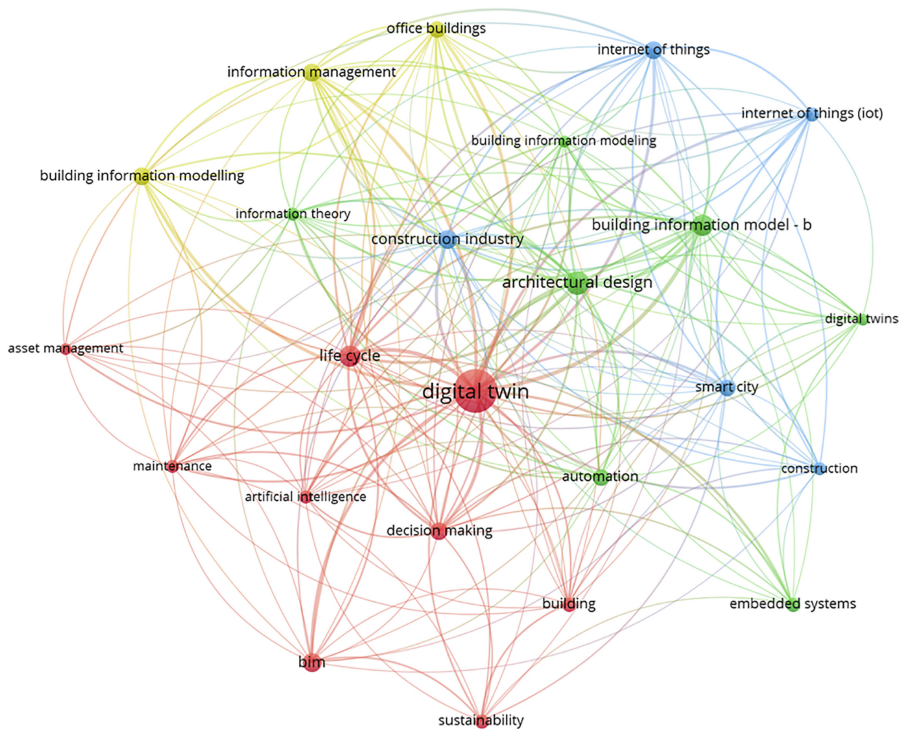 office buildings
internet of things
information management
internet of things (iot)
building information modeling
building information modelling
information theory
building information model - b
construction industry
architectural design
digital twins
asset management
life cycle
digital twin
smart city
maintenance
construction
automation
artificial intelligence
decision making
building
embedded systems
bim
sustainability